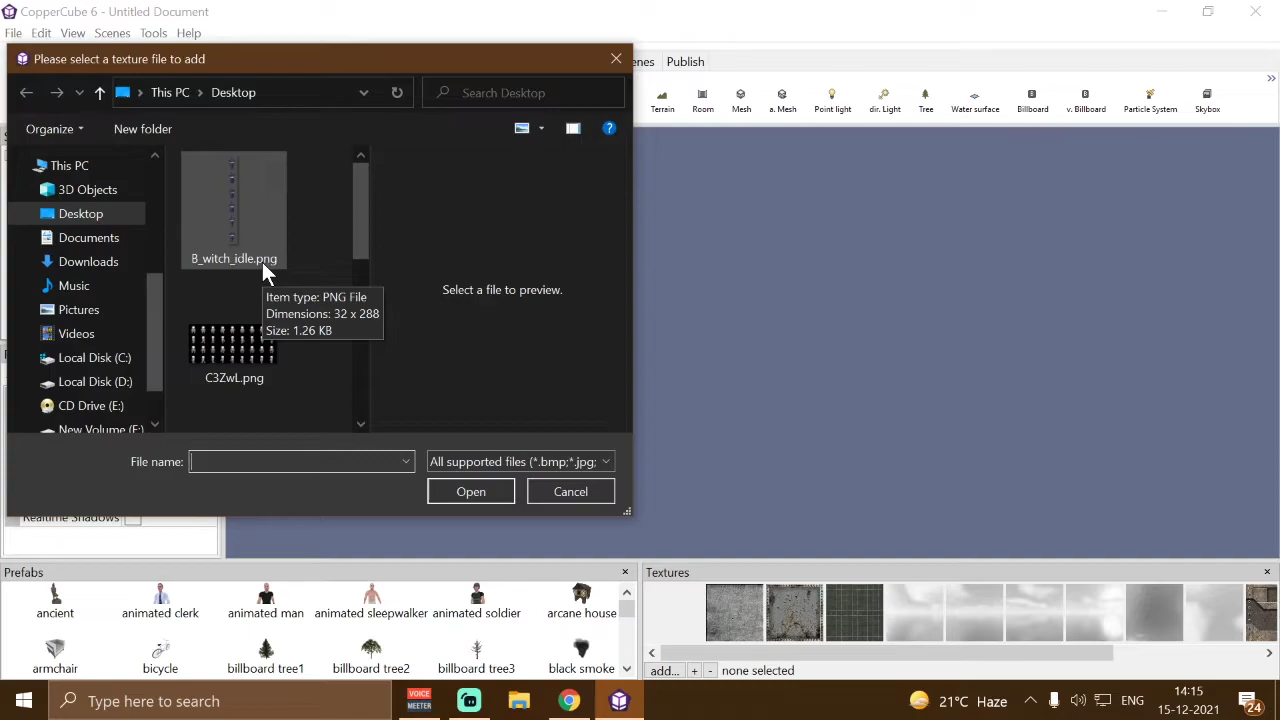 CopperCube 6 - Untitled Document
File Edit View Scenes Tools Help
Please select a texture file to add
enes Publish
This PC > Desktop
Search Desktop
Terrain Room Mesh a. Mesh Point light dir. Light Tree Water surface Billboard v. Billboard Particle System Skybox
Organize New folder
This PC
3D Objects
Desktop
Documents
Downloads
Music
Pictures
Videos
Local Disk (C:)
Local Disk (D:)
CD Drive (E:)
New Volume (F:)
B_witch_idle.png
Item type: PNG File
Dimensions: 32 x 288
Size: 1.26 KB
C3ZwL.png
Select a file to preview.
File name:
All supported files (*.bmp;*.jpg;
Open Cancel
Realtime Shadows
Prefabs
ancient animated clerk animated man animated sleepwalker animated soldier arcane house
armchair bicycle billboard tree1 billboard tree2 billboard tree3 black smoke
Textures
add... + - none selected
Type here to search
VOICE
MEETER
21°C Haze
ENG
14:15
15-12-2021
24